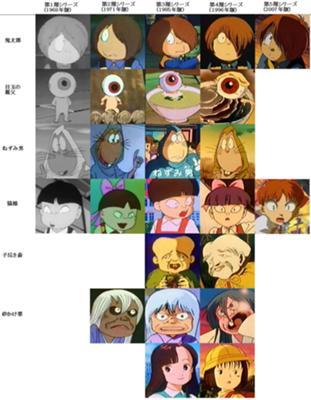 第1期シリーズ
(1968年版)
第2期シリーズ
(1971年版)
第3期シリーズ
(1985年版)
第4期シリーズ
(1996年版)
第5期シリーズ
(2007年版)
鬼太郎
目玉の
親父
ねずみ男
ねずみ男
猫娘
子泣き爺
砂かけ婆